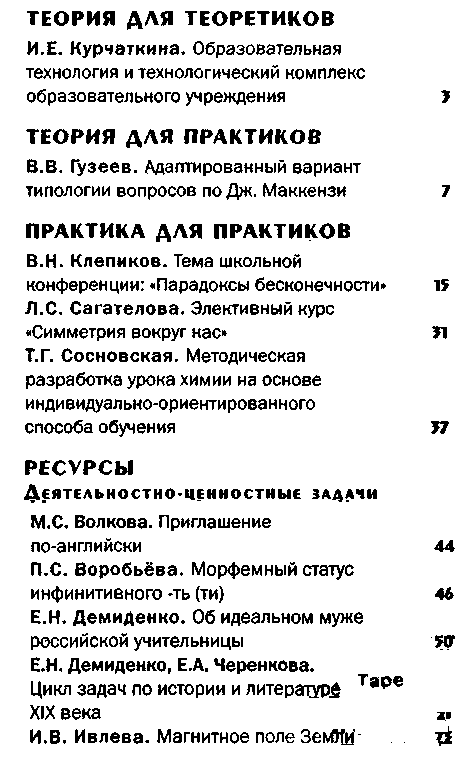 ТЕОРИЯ ДЛЯ ТЕОРЕТИКОВ
И.Е. Курчаткина. Образовательная
технология и технологический комплекс
образовательного учреждения 3
ТЕОРИЯ ДЛЯ ПРАКТИКОВ
В.В. Гузеев. Адаптированный вариант
типологии вопросов по Дж. Маккензи 7
ПРАКТИКА ДЛЯ ПРАКТИКОВ
В.Н. Клепиков. Тема школьной
конференции: «Парадоксы бесконечности» 15
Л.С. Сагателова. Элективный курс
«Симметрия вокруг нас» 31
Т.Г. Сосновская. Методическая
разработка урока химии на основе
индивидуально-ориентированного
способа обучения 37
РЕСУРСЫ
Деятельностно-ценностные задачи
М.С. Волкова. Приглашение
по-английски 44
П.С. Воробьёва. Морфемный статус
инфинитивного -ть (ти) 46
Е.Н. Демиденко. Об идеальном муже
российской учительницы 50
Е.Н. Демиденко, Е.А. Черенкова.
Цикл задач по истории и литературе Tape
XIX века
И.В. Ивлева. Магнитное поле Земли 72